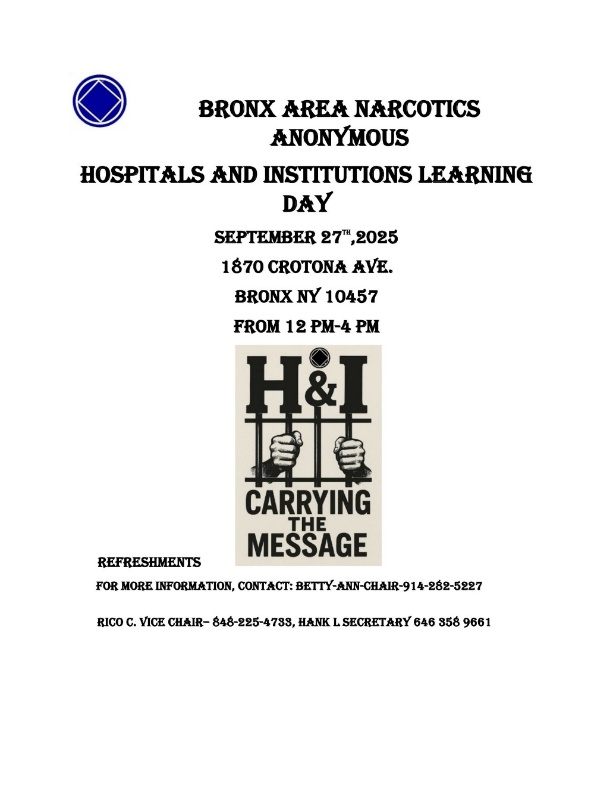 BRONX AREA NARCOTICS
ANONYMOUS
HOSPITALS AND INSTITUTIONS LEARNING
DAY
SEPTEMBER 27TH,2025
1870 CROTONA AVE.
BRONX NY 10457
FROM 12 PM-4 PM
H&I
CARRYING
THE
MESSAGE
REFRESHMENTS
FOR MORE INFORMATION, CONTACT: BETTY-ANN-CHAIR-914-282-5227
RICO C. VICE CHAIR– 848-225-4733, HANK L SECRETARY 646 358 9661